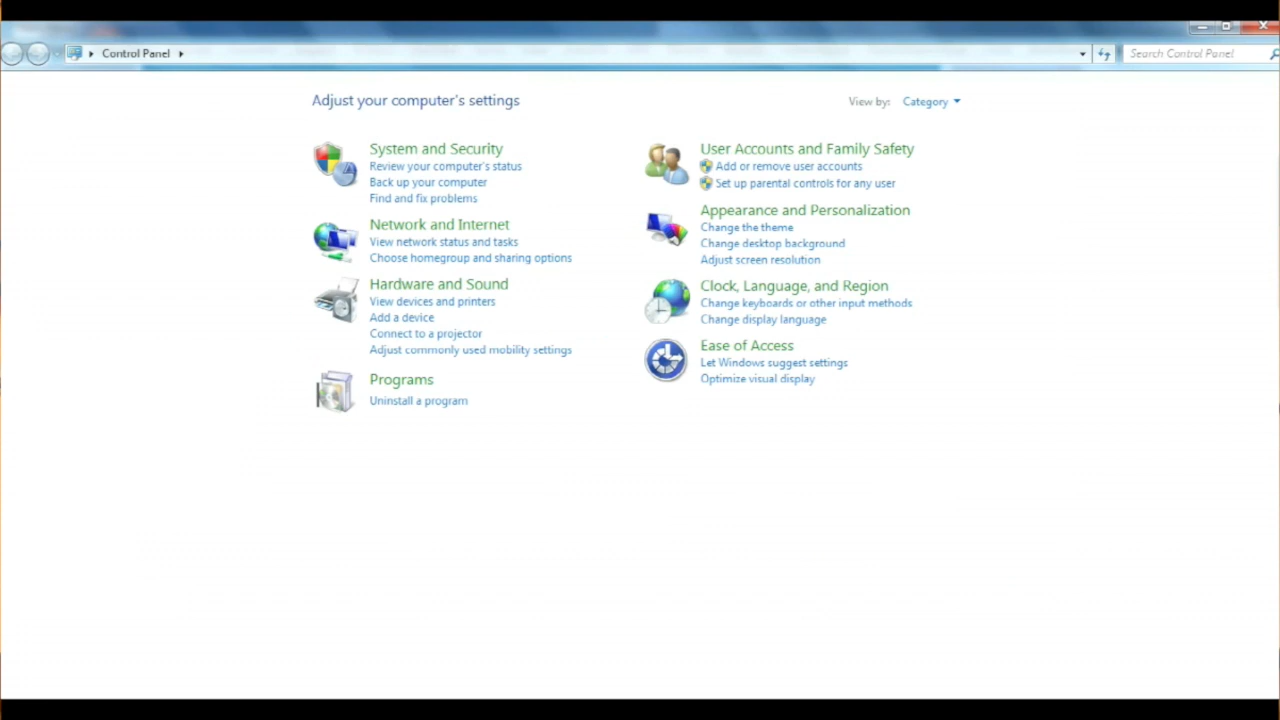 Control Panel
Search Control Panel
Adjust your computer's settings
View by: Category
System and Security
Review your computer's status
Back up your computer
Find and fix problems
Network and Internet
View network status and tasks
Choose homegroup and sharing options
Hardware and Sound
View devices and printers
Add a device
Connect to a projector
Adjust commonly used mobility settings
Programs
Uninstall a program
User Accounts and Family Safety
Add or remove user accounts
Set up parental controls for any user
Appearance and Personalization
Change the theme
Change desktop background
Adjust screen resolution
Clock, Language, and Region
Change keyboards or other input methods
Change display language
Ease of Access
Let Windows suggest settings
Optimize visual display